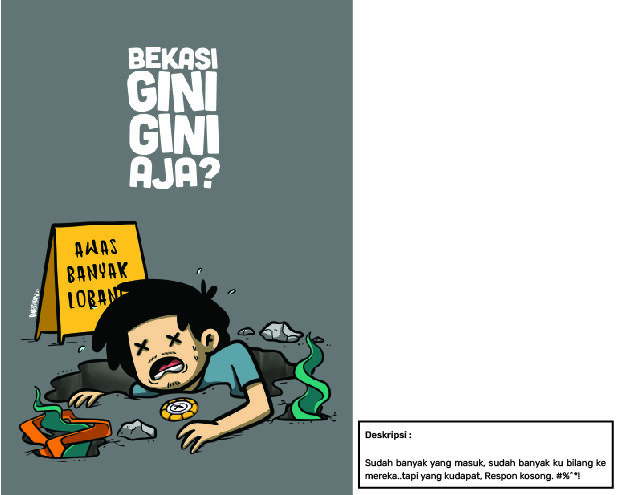 BEKASI
GINI
GINI
AJA?
AWAS
BANYAK
LOBAN
Deskripsi :
Sudah banyak yang masuk, sudah banyak ku bilang ke
mereka..tapi yang kudapat, Respon kosong. #%^*!